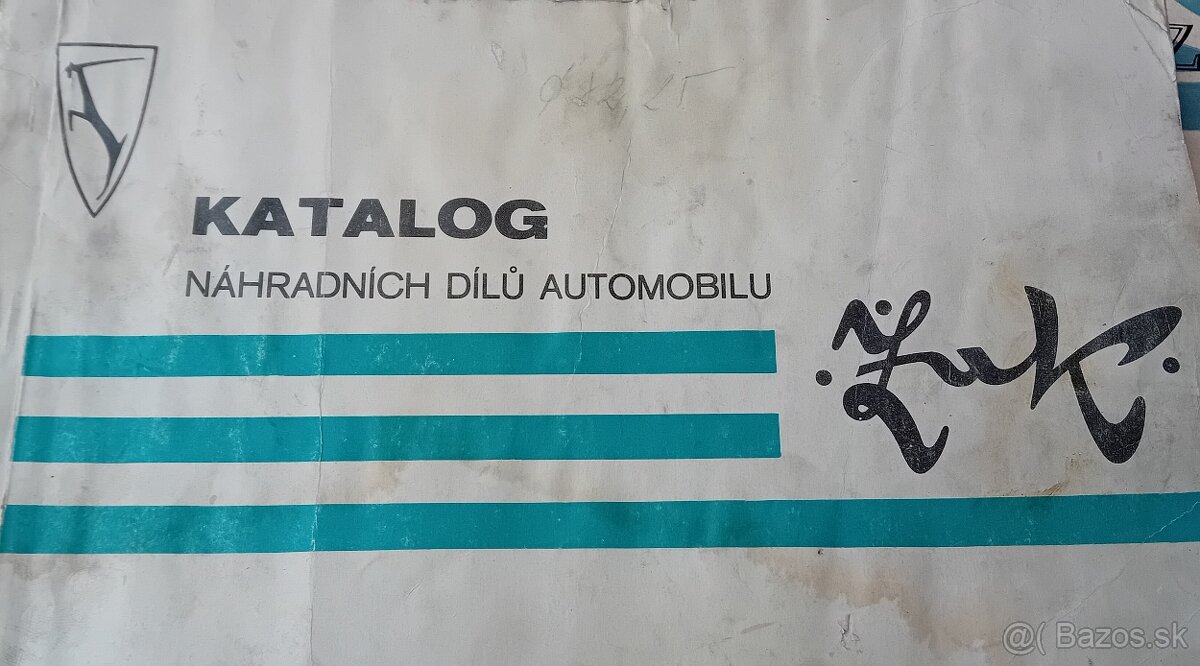 KATALOG
NÁHRADNÍCH DÍLŮ AUTOMOBILU
Żuk
@( Bazos.sk